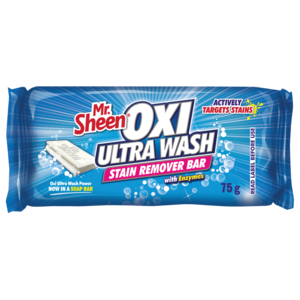 Mr.
Sheen
OXI
ACTIVELY
TARGETS STAINS
ULTRA WASH
STAIN REMOVER BAR
with Enzymes
Oxi Ultra Wash Power
NOW IN A SOAP BAR
75g
READ LABEL BEFORE USE